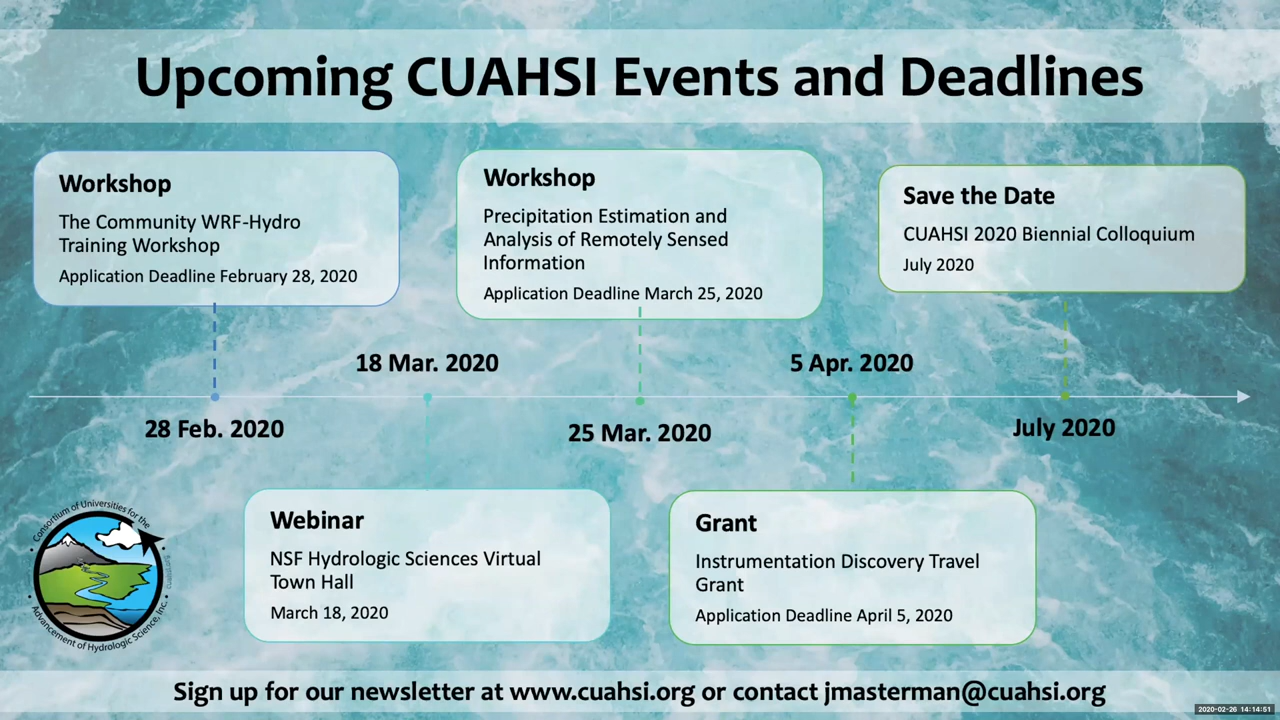 Upcoming CUAHSI Events and Deadlines
Workshop
The Community WRF-Hydro
Training Workshop
Application Deadline February 28, 2020
Workshop
Precipitation Estimation and
Analysis of Remotely Sensed
Information
Application Deadline March 25, 2020
Save the Date
CUAHSI 2020 Biennial Colloquium
July 2020
18 Mar. 2020
5 Apr. 2020
28 Feb. 2020
25 Mar. 2020
July 2020
Webinar
NSF Hydrologic Sciences Virtual
Town Hall
March 18, 2020
Grant
Instrumentation Discovery Travel
Grant
Application Deadline April 5, 2020
Consortium of Universities for the
Advancement of Hydrologic Science, Inc.
Sign up for our newsletter at www.cuahsi.org or contact jmasterman@cuahsi.org
2020-02-26 14:14:51